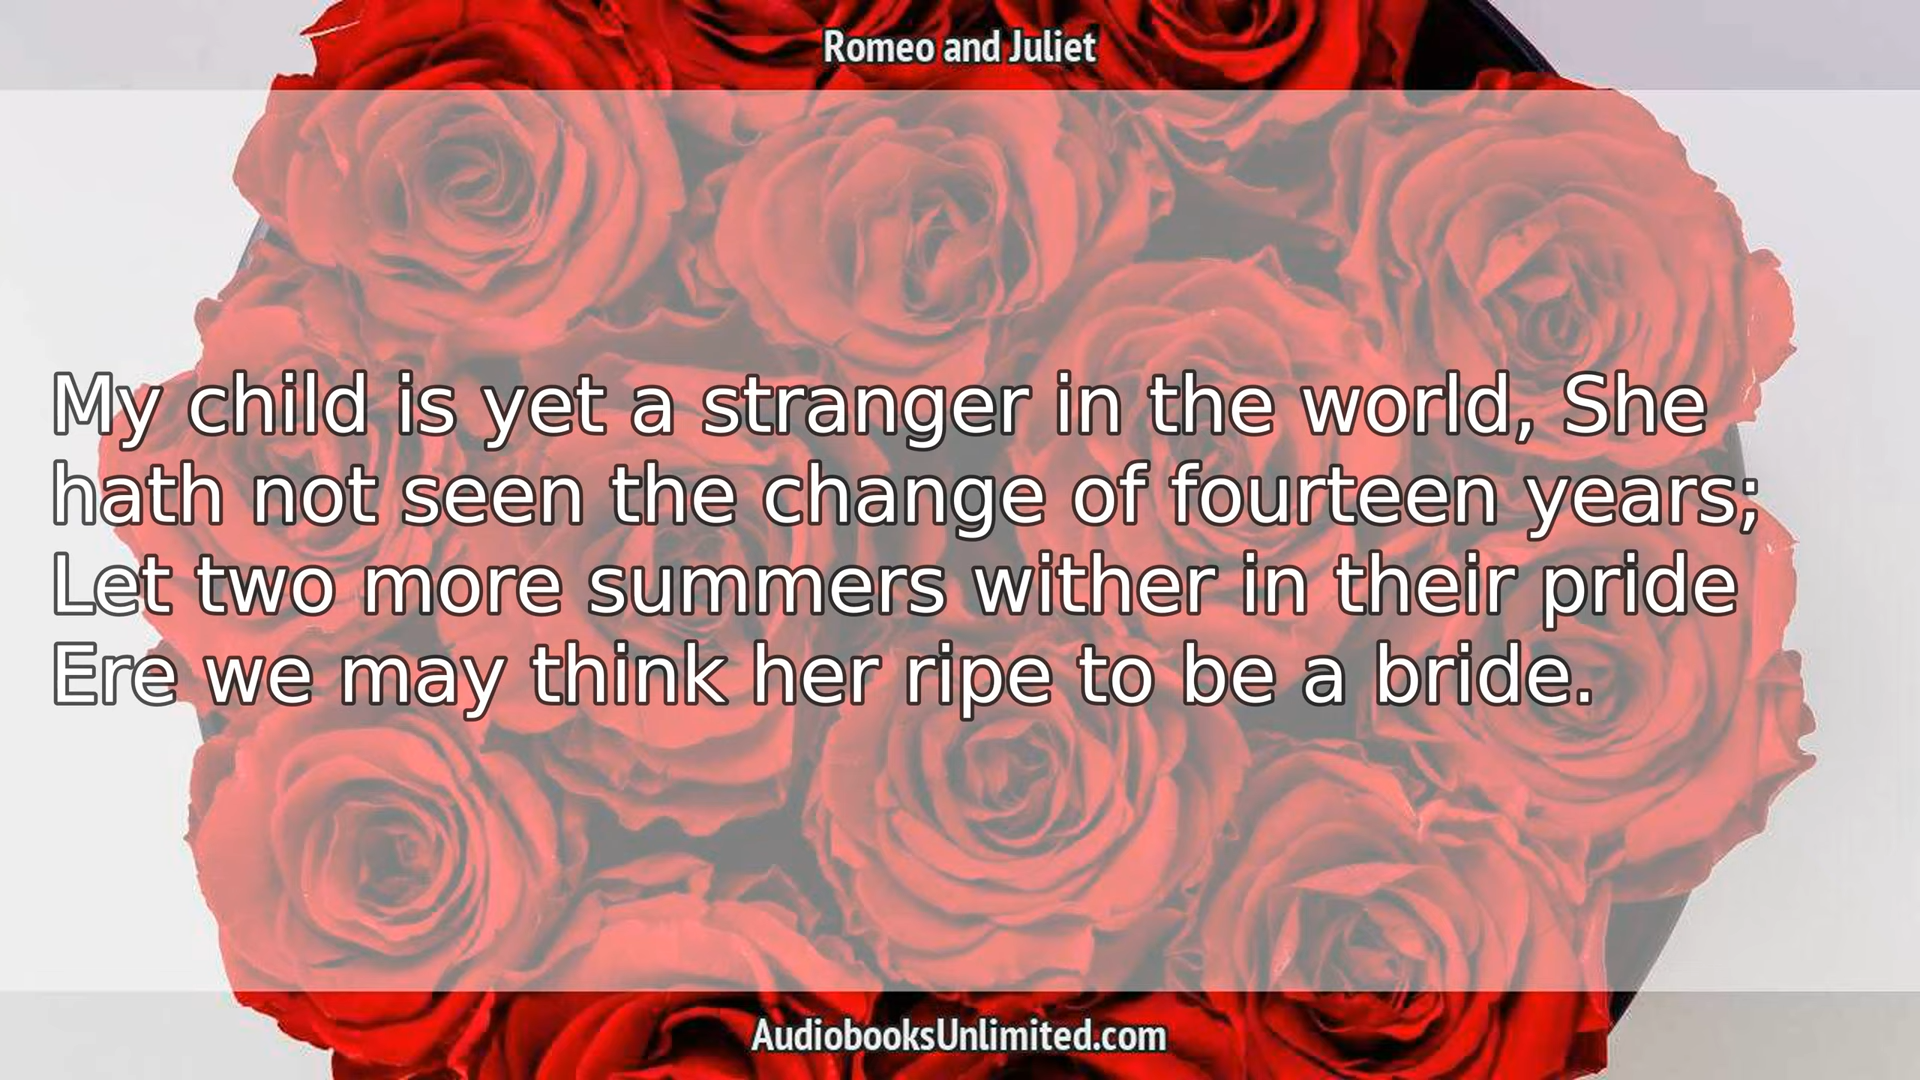 Romeo and Juliet
My child is yet a stranger in the world, She
hath not seen the change of fourteen years;
Let two more summers wither in their pride
Ere we may think her ripe to be a bride.
AudiobooksUnlimited.com